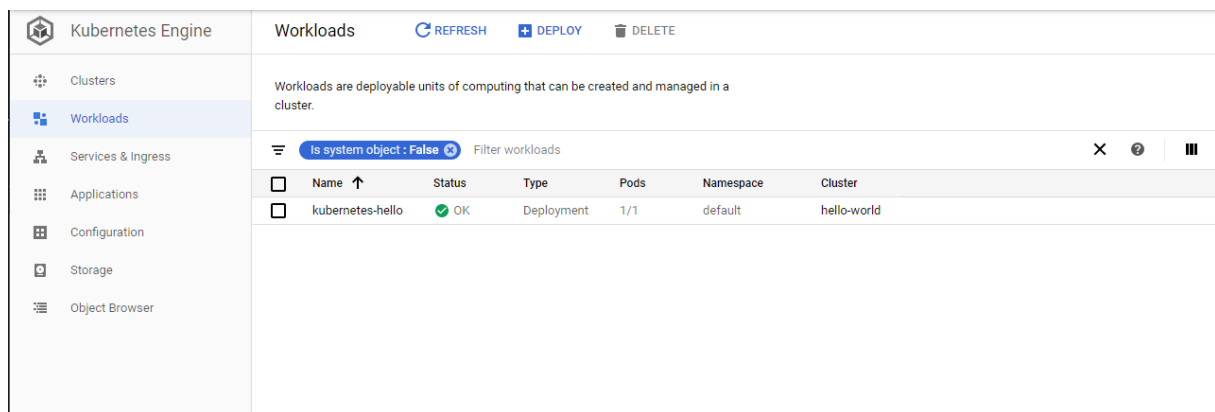 Kubernetes Engine
Workloads
REFRESH
DEPLOY
DELETE
Clusters
Workloads
Services & Ingress
Applications
Configuration
Storage
Object Browser
Workloads are deployable units of computing that can be created and managed in a
cluster.
Is system object : False Filter workloads
Name Status Type Pods Namespace Cluster
kubernetes-hello OK Deployment 1/1 default hello-world